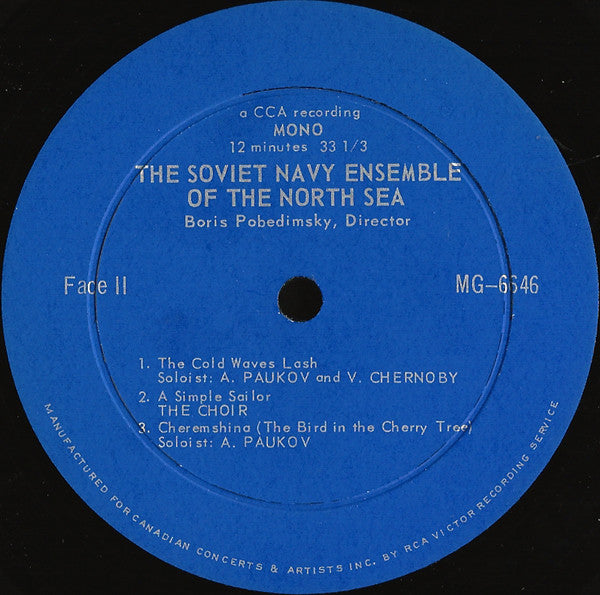 a CCA recording
MONO
12 minutes 33 1/3
THE SOVIET NAVY ENSEMBLE
OF THE NORTH SEA
Boris Pobedimsky, Director
Face II
MG-6646
1. The Cold Waves Lash
Soloist: A. PAUKOV and V. CHERNOBY
2. A Simple Sailor
THE CHOIR
3. Cheremshina (The Bird in the Cherry Tree)
Soloist: A. PAUKOV
MANUFACTURED FOR CANADIAN CONCERTS & ARTISTS INC. BY RCA VICTOR RECORDING SERVICE